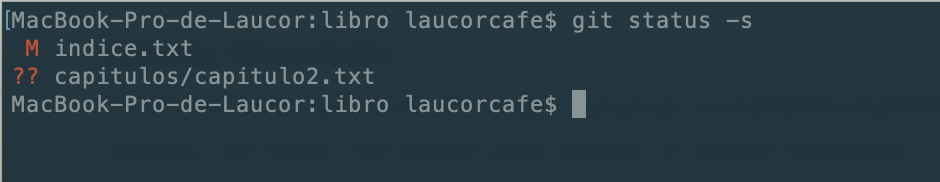 [MacBook-Pro-de-Laucor:libro laucorcafe$ git status -s
 M indice.txt
?? capitulos/capitulo2.txt
MacBook-Pro-de-Laucor:libro laucorcafe$